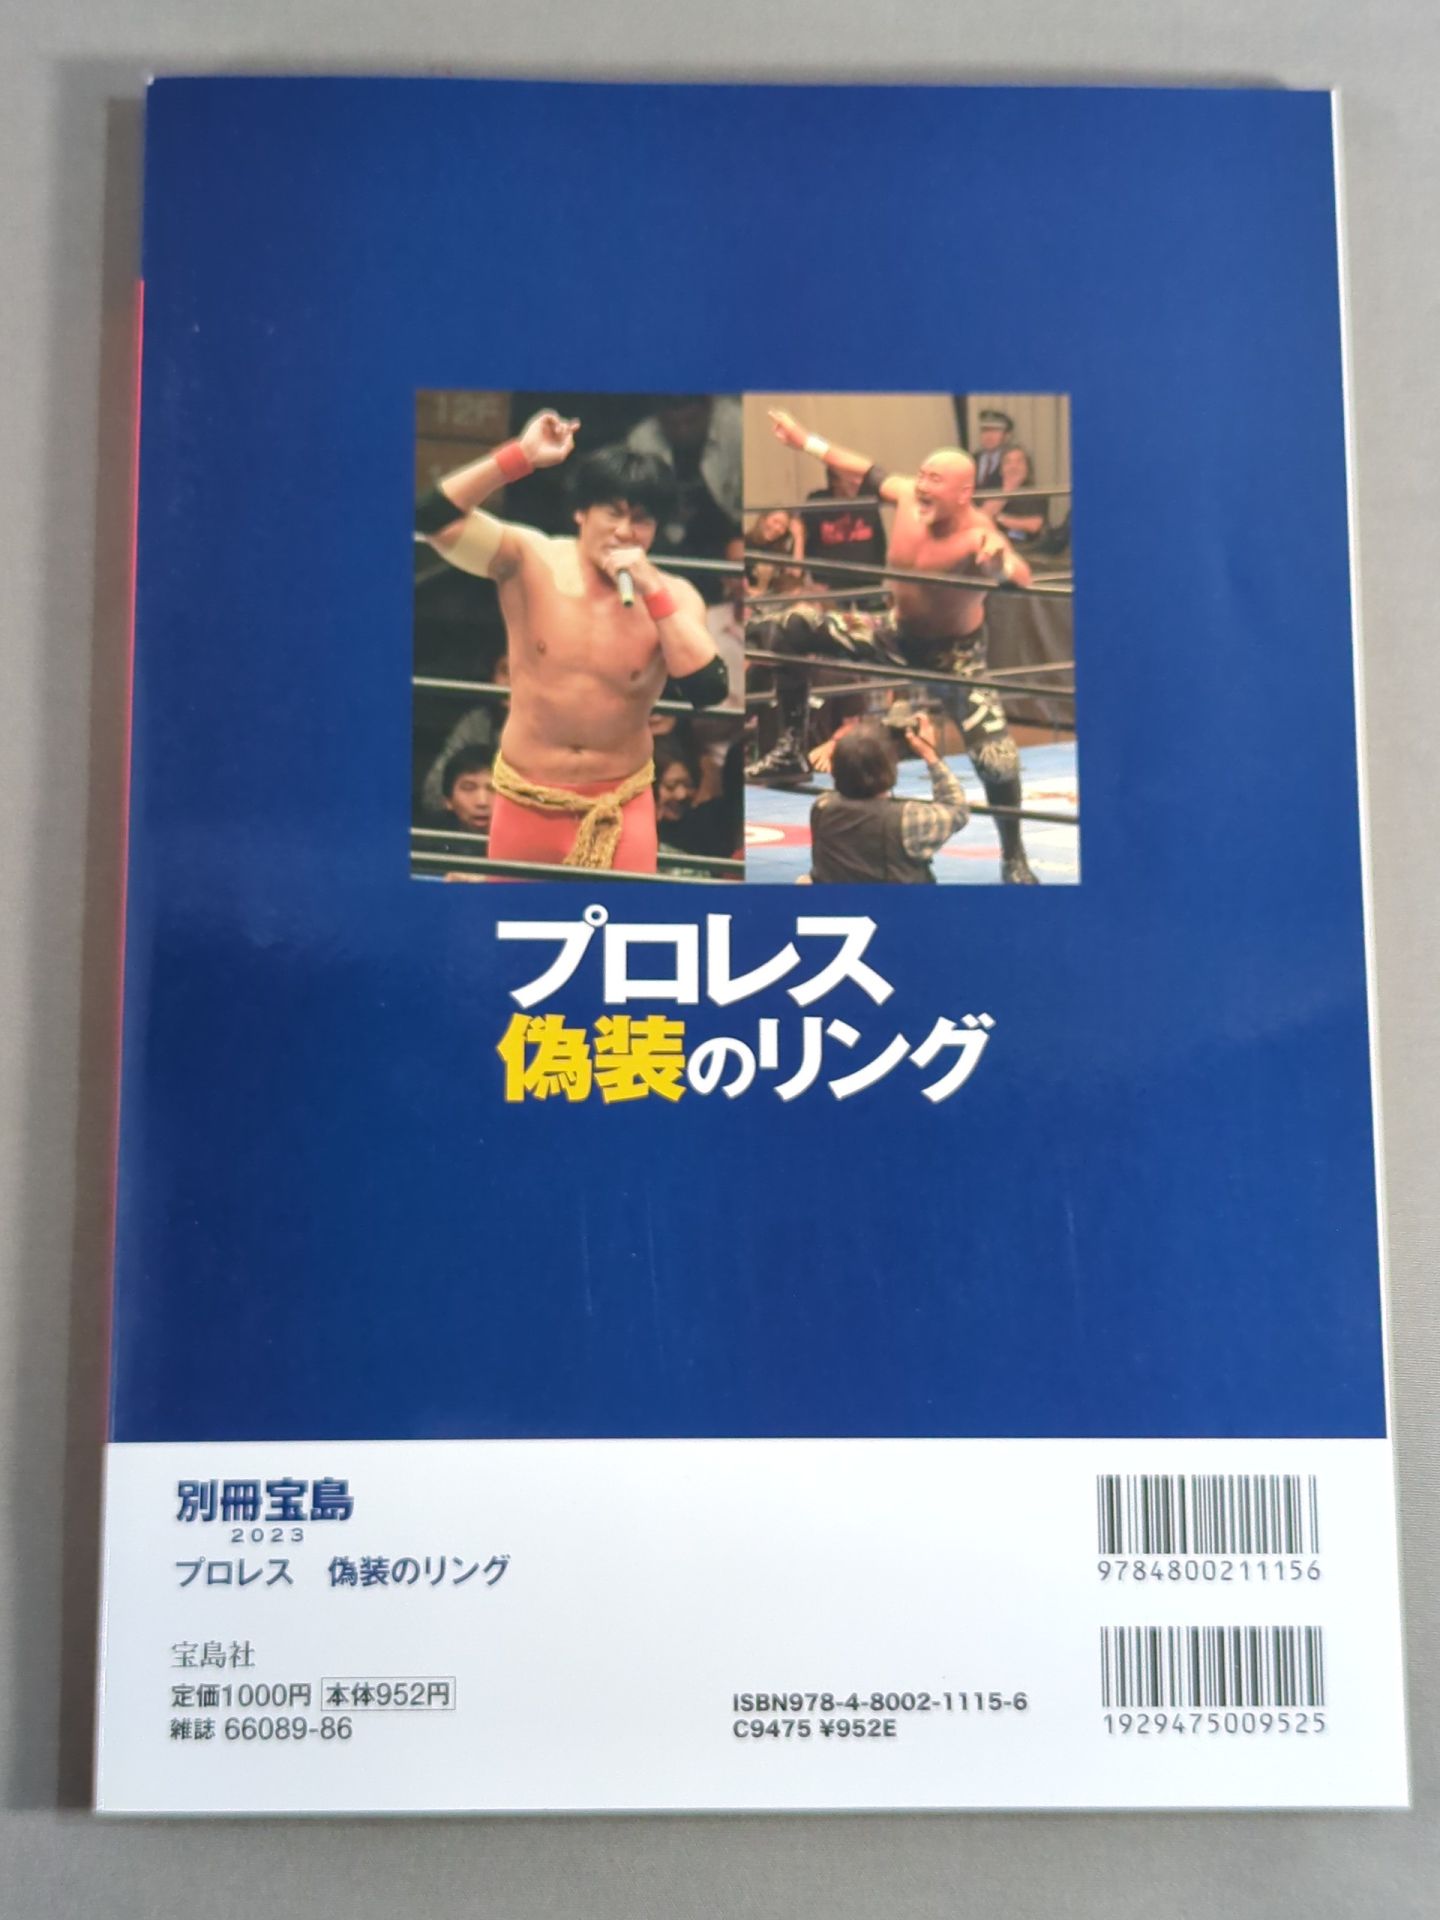 12F
プロレス
偽装のリング
別冊宝島
2023
プロレス　偽装のリング
宝島社
定価1000円 本体952円
雑誌 66089-86
ISBN978-4-8002-1115-6
C9475 ¥952E
9784800211156
1929475009525